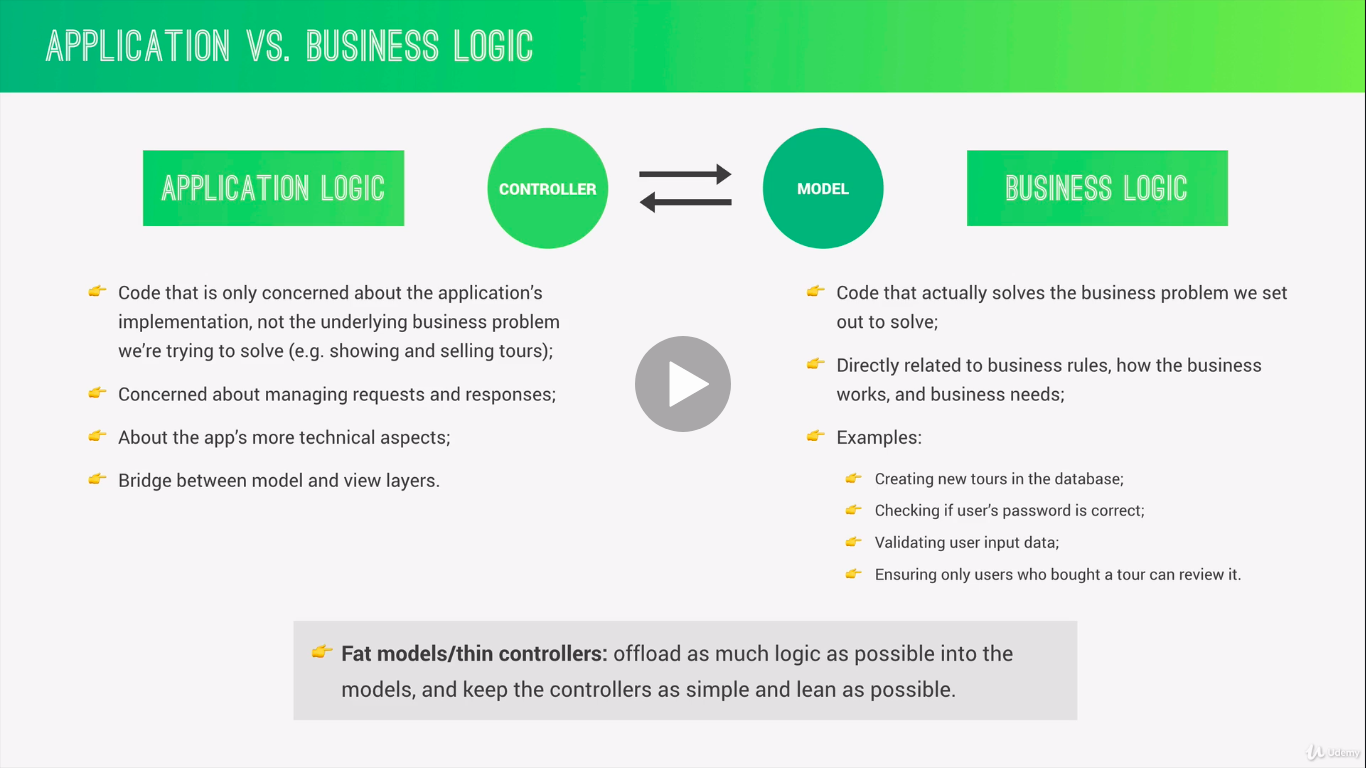 APPLICATION VS. BUSINESS LOGIC
APPLICATION LOGIC
CONTROLLER
MODEL
BUSINESS LOGIC
Code that is only concerned about the application’s
implementation, not the underlying business problem
we’re trying to solve (e.g. showing and selling tours);
Concerned about managing requests and responses;
About the app’s more technical aspects;
Bridge between model and view layers.
Code that actually solves the business problem we set
out to solve;
Directly related to business rules, how the business
works, and business needs;
Examples:
Creating new tours in the database;
Checking if user’s password is correct;
Validating user input data;
Ensuring only users who bought a tour can review it.
Fat models/thin controllers: offload as much logic as possible into the
models, and keep the controllers as simple and lean as possible.
Udemy